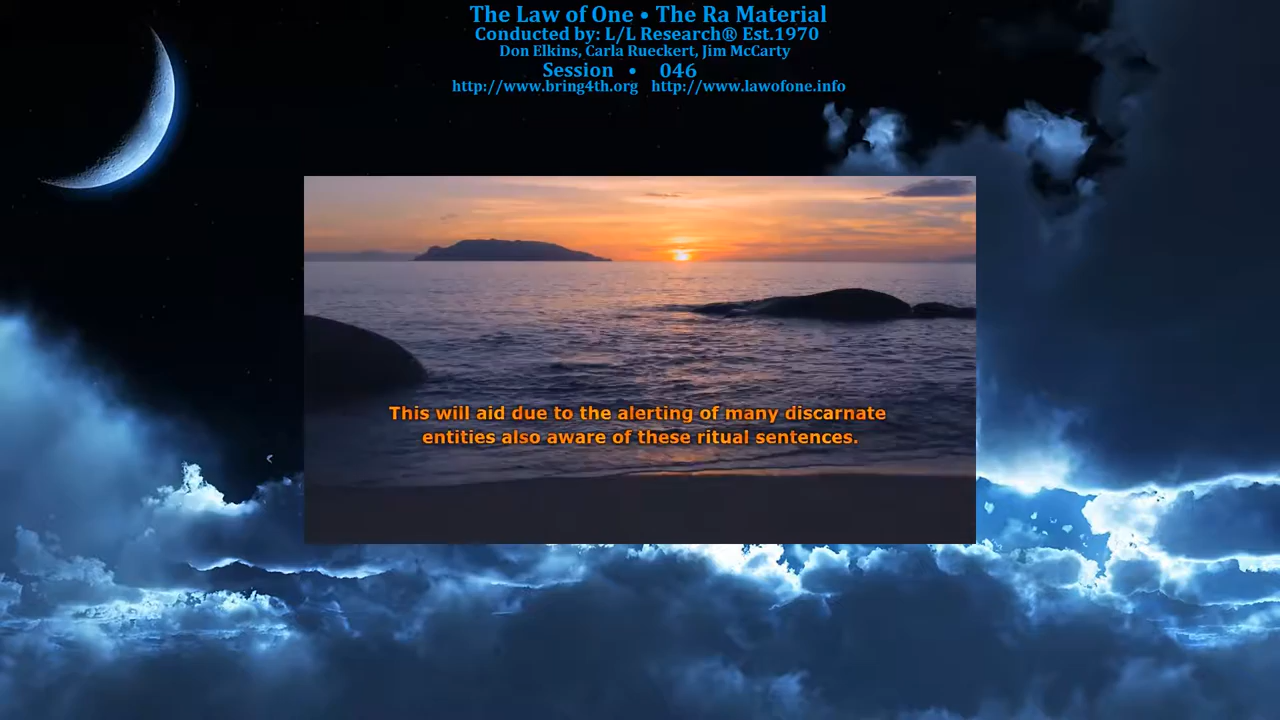 The Law of One • The Ra Material
Conducted by: L/L Research® Est.1970
Don Elkins, Carla Rueckert, Jim McCarty
Session • 046
http://www.bring4th.org http://www.lawofone.info
This will aid due to the alerting of many discarnate
entities also aware of these ritual sentences.